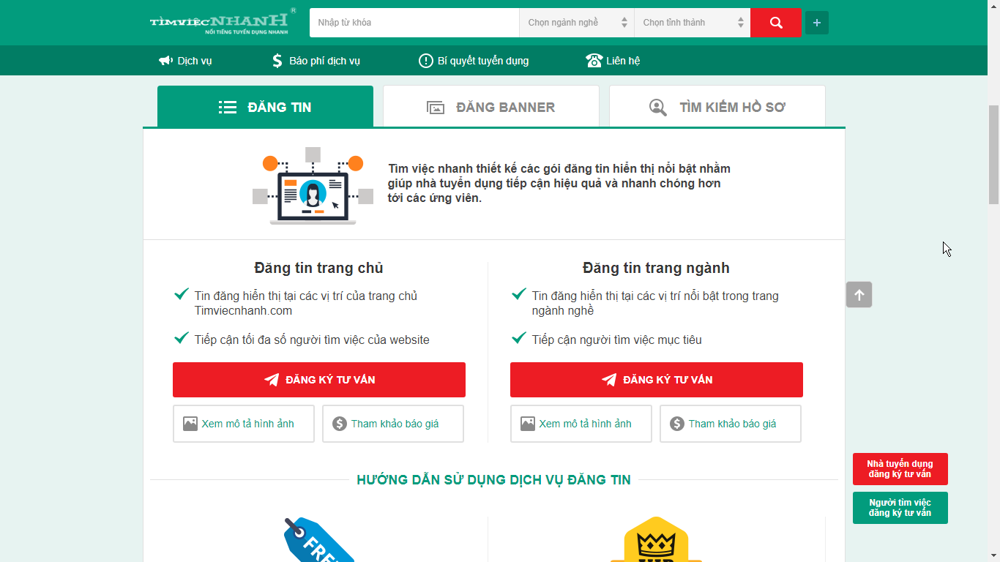 TÌMVIỆCNHANH®
NỔI TIẾNG TUYỂN DỤNG NHANH
Nhập từ khóa
Chọn ngành nghề
Chọn tỉnh thành
Dịch vụ
Báo phí dịch vụ
Bí quyết tuyển dụng
Liên hệ
ĐĂNG TIN
ĐĂNG BANNER
TÌM KIẾM HỒ SƠ
Tìm việc nhanh thiết kế các gói đăng tin hiển thị nổi bật nhằm
giúp nhà tuyển dụng tiếp cận hiệu quả và nhanh chóng hơn
tới các ứng viên.
Đăng tin trang chủ
Tin đăng hiển thị tại các vị trí của trang chủ
Timviecnhanh.com
Tiếp cận tối đa số người tìm việc của website
ĐĂNG KÝ TƯ VẤN
Xem mô tả hình ảnh
Tham khảo báo giá
Đăng tin trang ngành
Tin đăng hiển thị tại các vị trí nổi bật trong trang
ngành nghề
Tiếp cận người tìm việc mục tiêu
ĐĂNG KÝ TƯ VẤN
Xem mô tả hình ảnh
Tham khảo báo giá
Nhà tuyển dụng
đăng ký tư vấn
Người tìm việc
đăng ký tư vấn
HƯỚNG DẪN SỬ DỤNG DỊCH VỤ ĐĂNG TIN
FREE
VIP